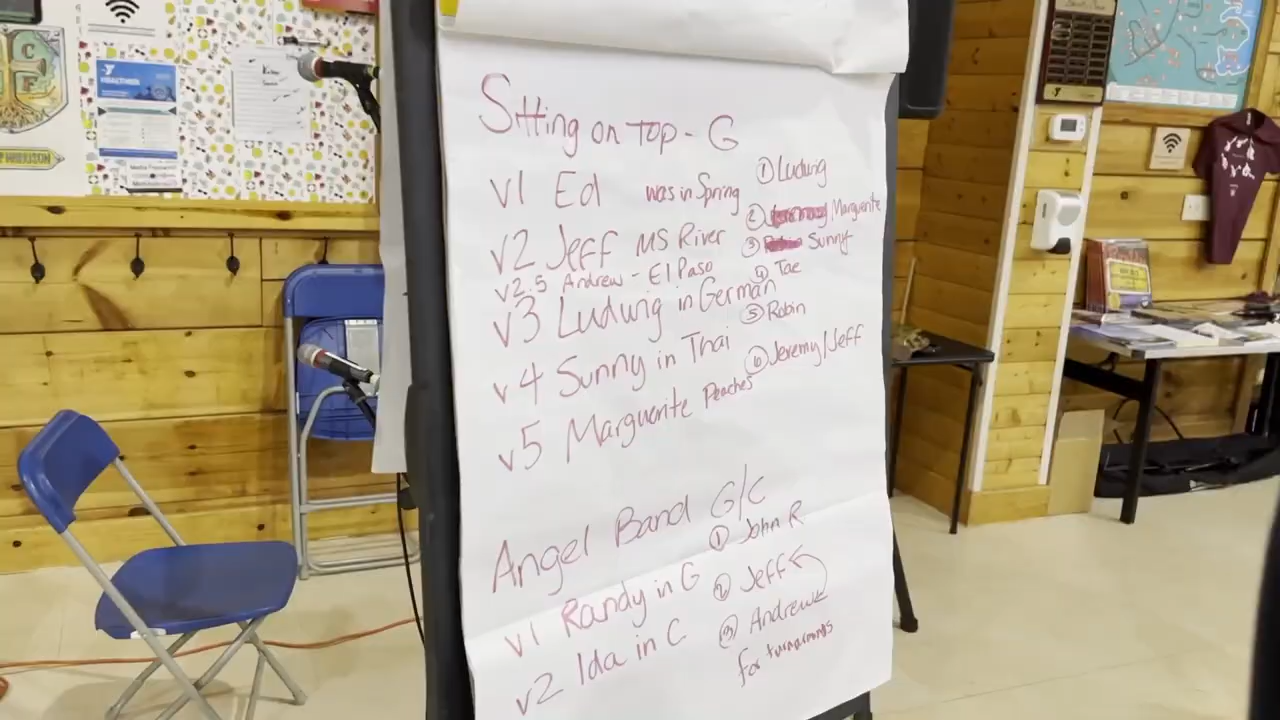 Sitting on Top - G
v1 Ed was in Spring
① Ludwig
v2 Jeff MS River
② Marguerite
v2.5 Andrew - El Paso
③ Sunny
v3 Ludwig in German
④ Tae
⑤ Robin
v4 Sunny in Thai
⑥ Jeremy/Jeff
v5 Marguerite Peaches
Angel Band G/C
① John R
v1 Randy in G
② Jeff
v2 Ida in C
③ Andrew
for turnarounds